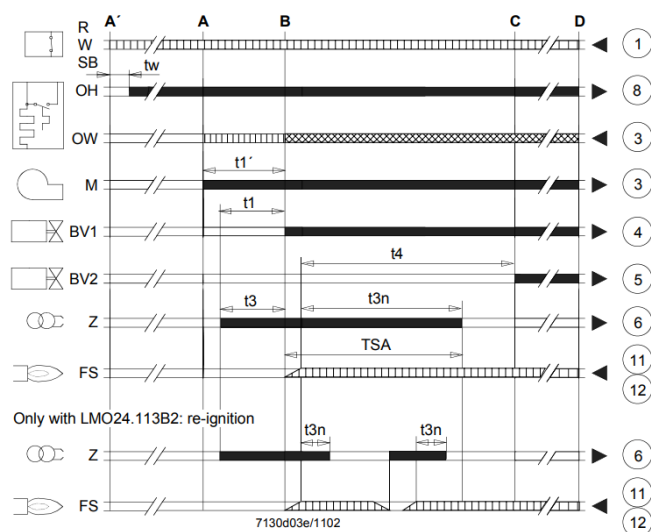 A´ A B C D
R
W 1
SB tw
OH 8
OW 3
t1´
M 3
t1
BV1 4
t4
BV2 5
t3 t3n
Z 6
TSA
FS 11
12
Only with LMO24.113B2: re-ignition
t3n t3n
Z 6
FS 11
12
7130d03e/1102